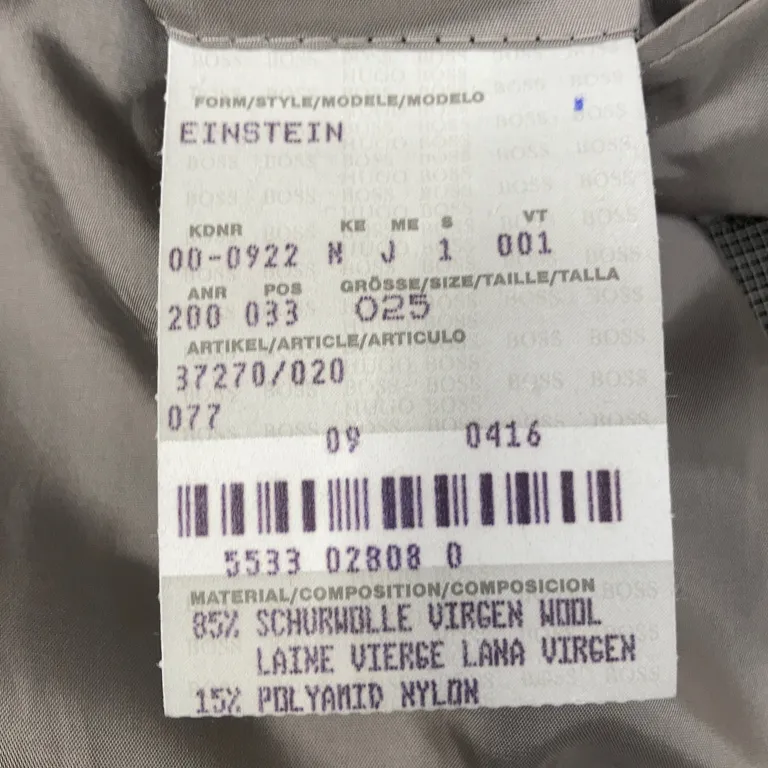 FORM/STYLE/MODELE/MODELO
EINSTEIN
KDNR KE ME S VT
00-0922 N J 1 001
ANR POS GRÖSSE/SIZE/TAILLE/TALLA
200 033 025
ARTIKEL/ARTICLE/ARTICULO
37270/020
077
09 0416
5533 02808 0
MATERIAL/COMPOSITION/COMPOSICION
85% SCHURWOLLE VIRGEN WOOL
LAINE VIERGE LANA VIRGEN
15% POLYAMID NYLON